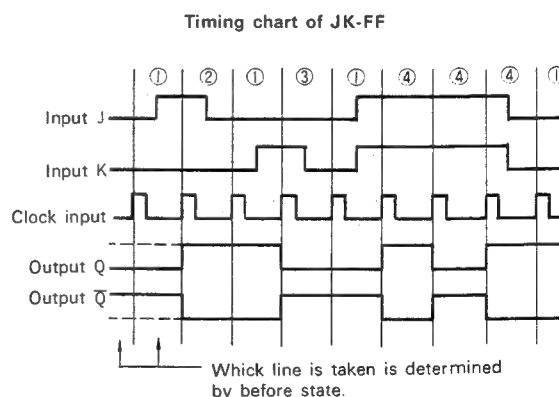 Timing chart of JK-FF
① ② ① ③ ① ④ ④ ④ ①
Input J
Input K
Clock input
Output Q
Output Q̅
Whick line is taken is determined
by before state.